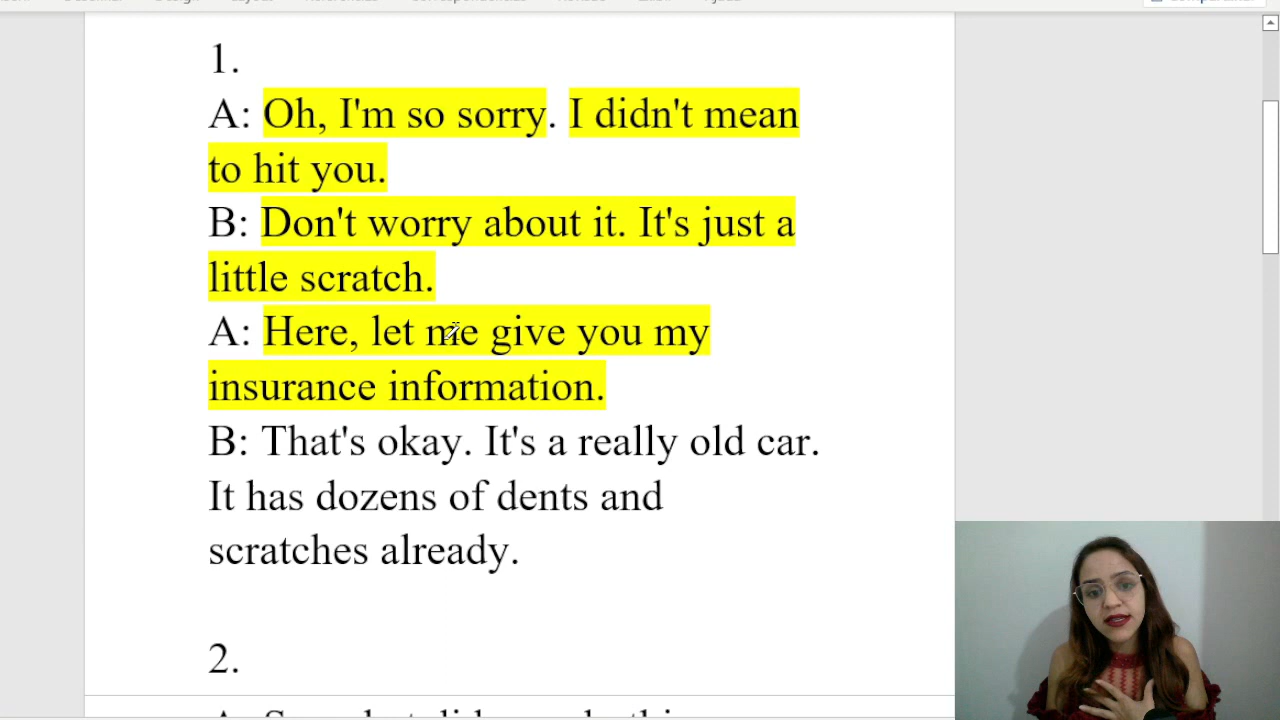 1.
A: Oh, I'm so sorry. I didn't mean
to hit you.
B: Don't worry about it. It's just a
little scratch.
A: Here, let me give you my
insurance information.
B: That's okay. It's a really old car.
It has dozens of dents and
scratches already.
2.